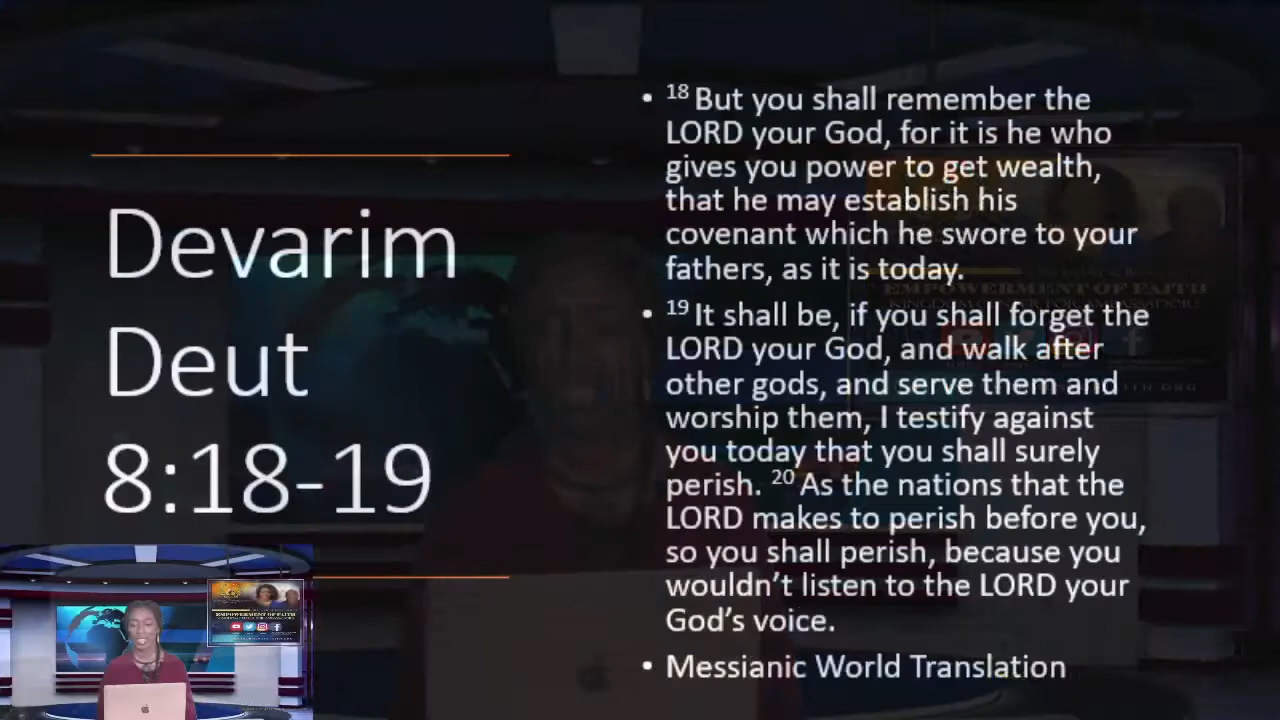 Devarim
Deut
8:18-19
• 18 But you shall remember the
LORD your God, for it is he who
gives you power to get wealth,
that he may establish his
covenant which he swore to your
fathers, as it is today.
• 19 It shall be, if you shall forget the
LORD your God, and walk after
other gods, and serve them and
worship them, I testify against
you today that you shall surely
perish. 20 As the nations that the
LORD makes to perish before you,
so you shall perish, because you
wouldn’t listen to the LORD your
God’s voice.
• Messianic World Translation
EMPOWERMENT OF FAITH
EMPOWERMENT OF FAITH